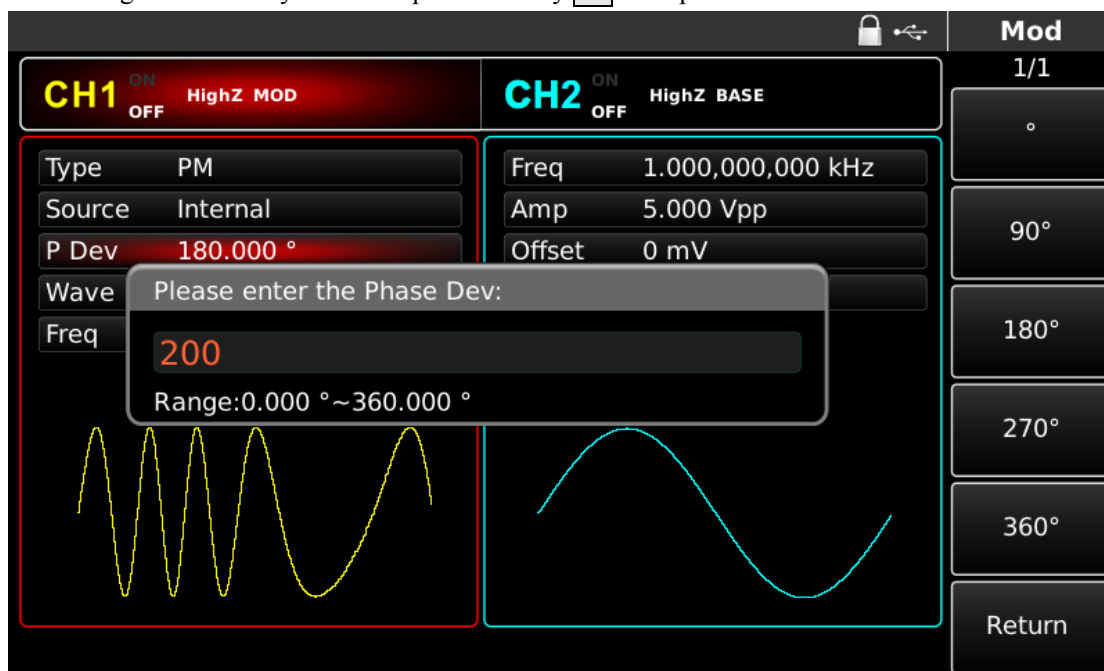 Mod
1/1
CH1 ON OFF HighZ MOD
CH2 ON OFF HighZ BASE
Type PM
Source Internal
P Dev 180.000 °
Wave
Freq
Freq 1.000,000,000 kHz
Amp 5.000 Vpp
Offset 0 mV
Please enter the Phase Dev:
200
Range:0.000 °~360.000 °
°
90°
180°
270°
360°
Return